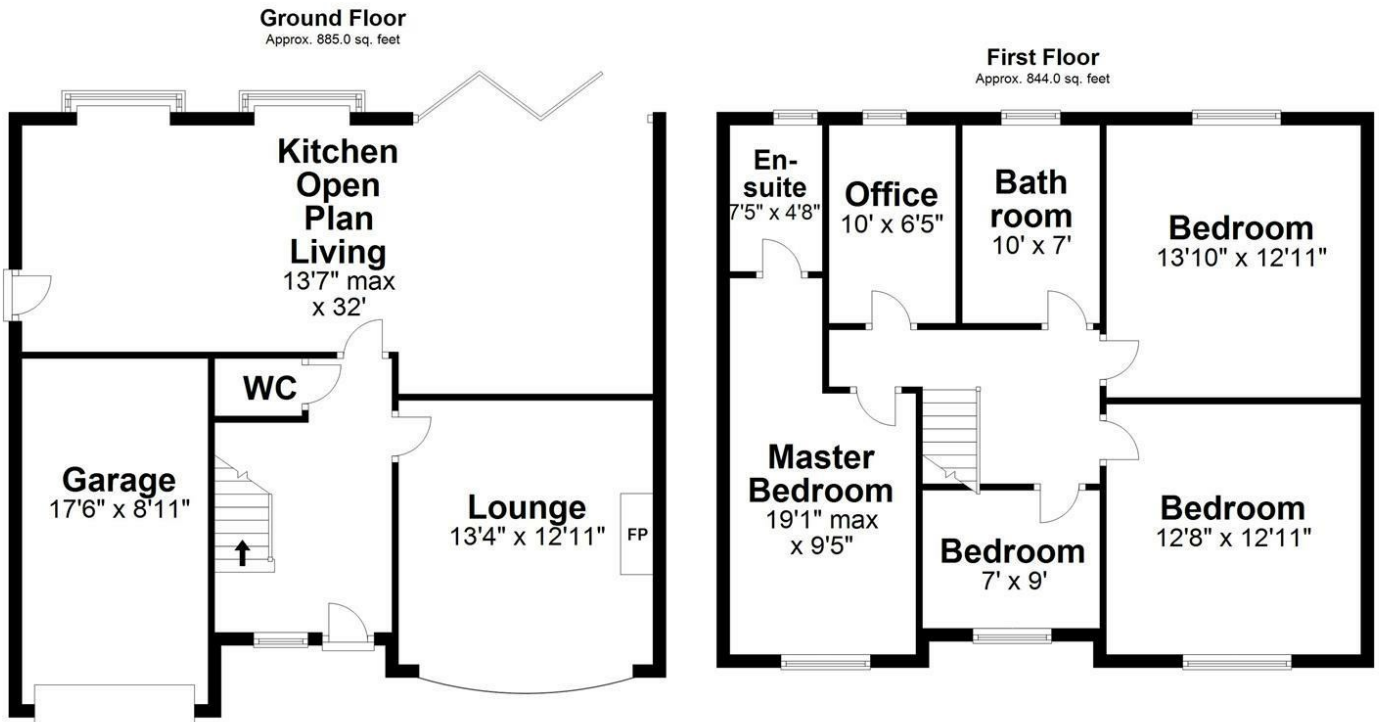 Ground Floor
Approx. 885.0 sq. feet
Kitchen
Open
Plan
Living
13'7" max
x 32'
WC
Garage
17'6" x 8'11"
Lounge
13'4" x 12'11"
FP
First Floor
Approx. 844.0 sq. feet
En-
suite
7'5" x 4'8"
Office
10' x 6'5"
Bath
room
10' x 7'
Bedroom
13'10" x 12'11"
Master
Bedroom
19'1" max
x 9'5"
Bedroom
7' x 9'
Bedroom
12'8" x 12'11"